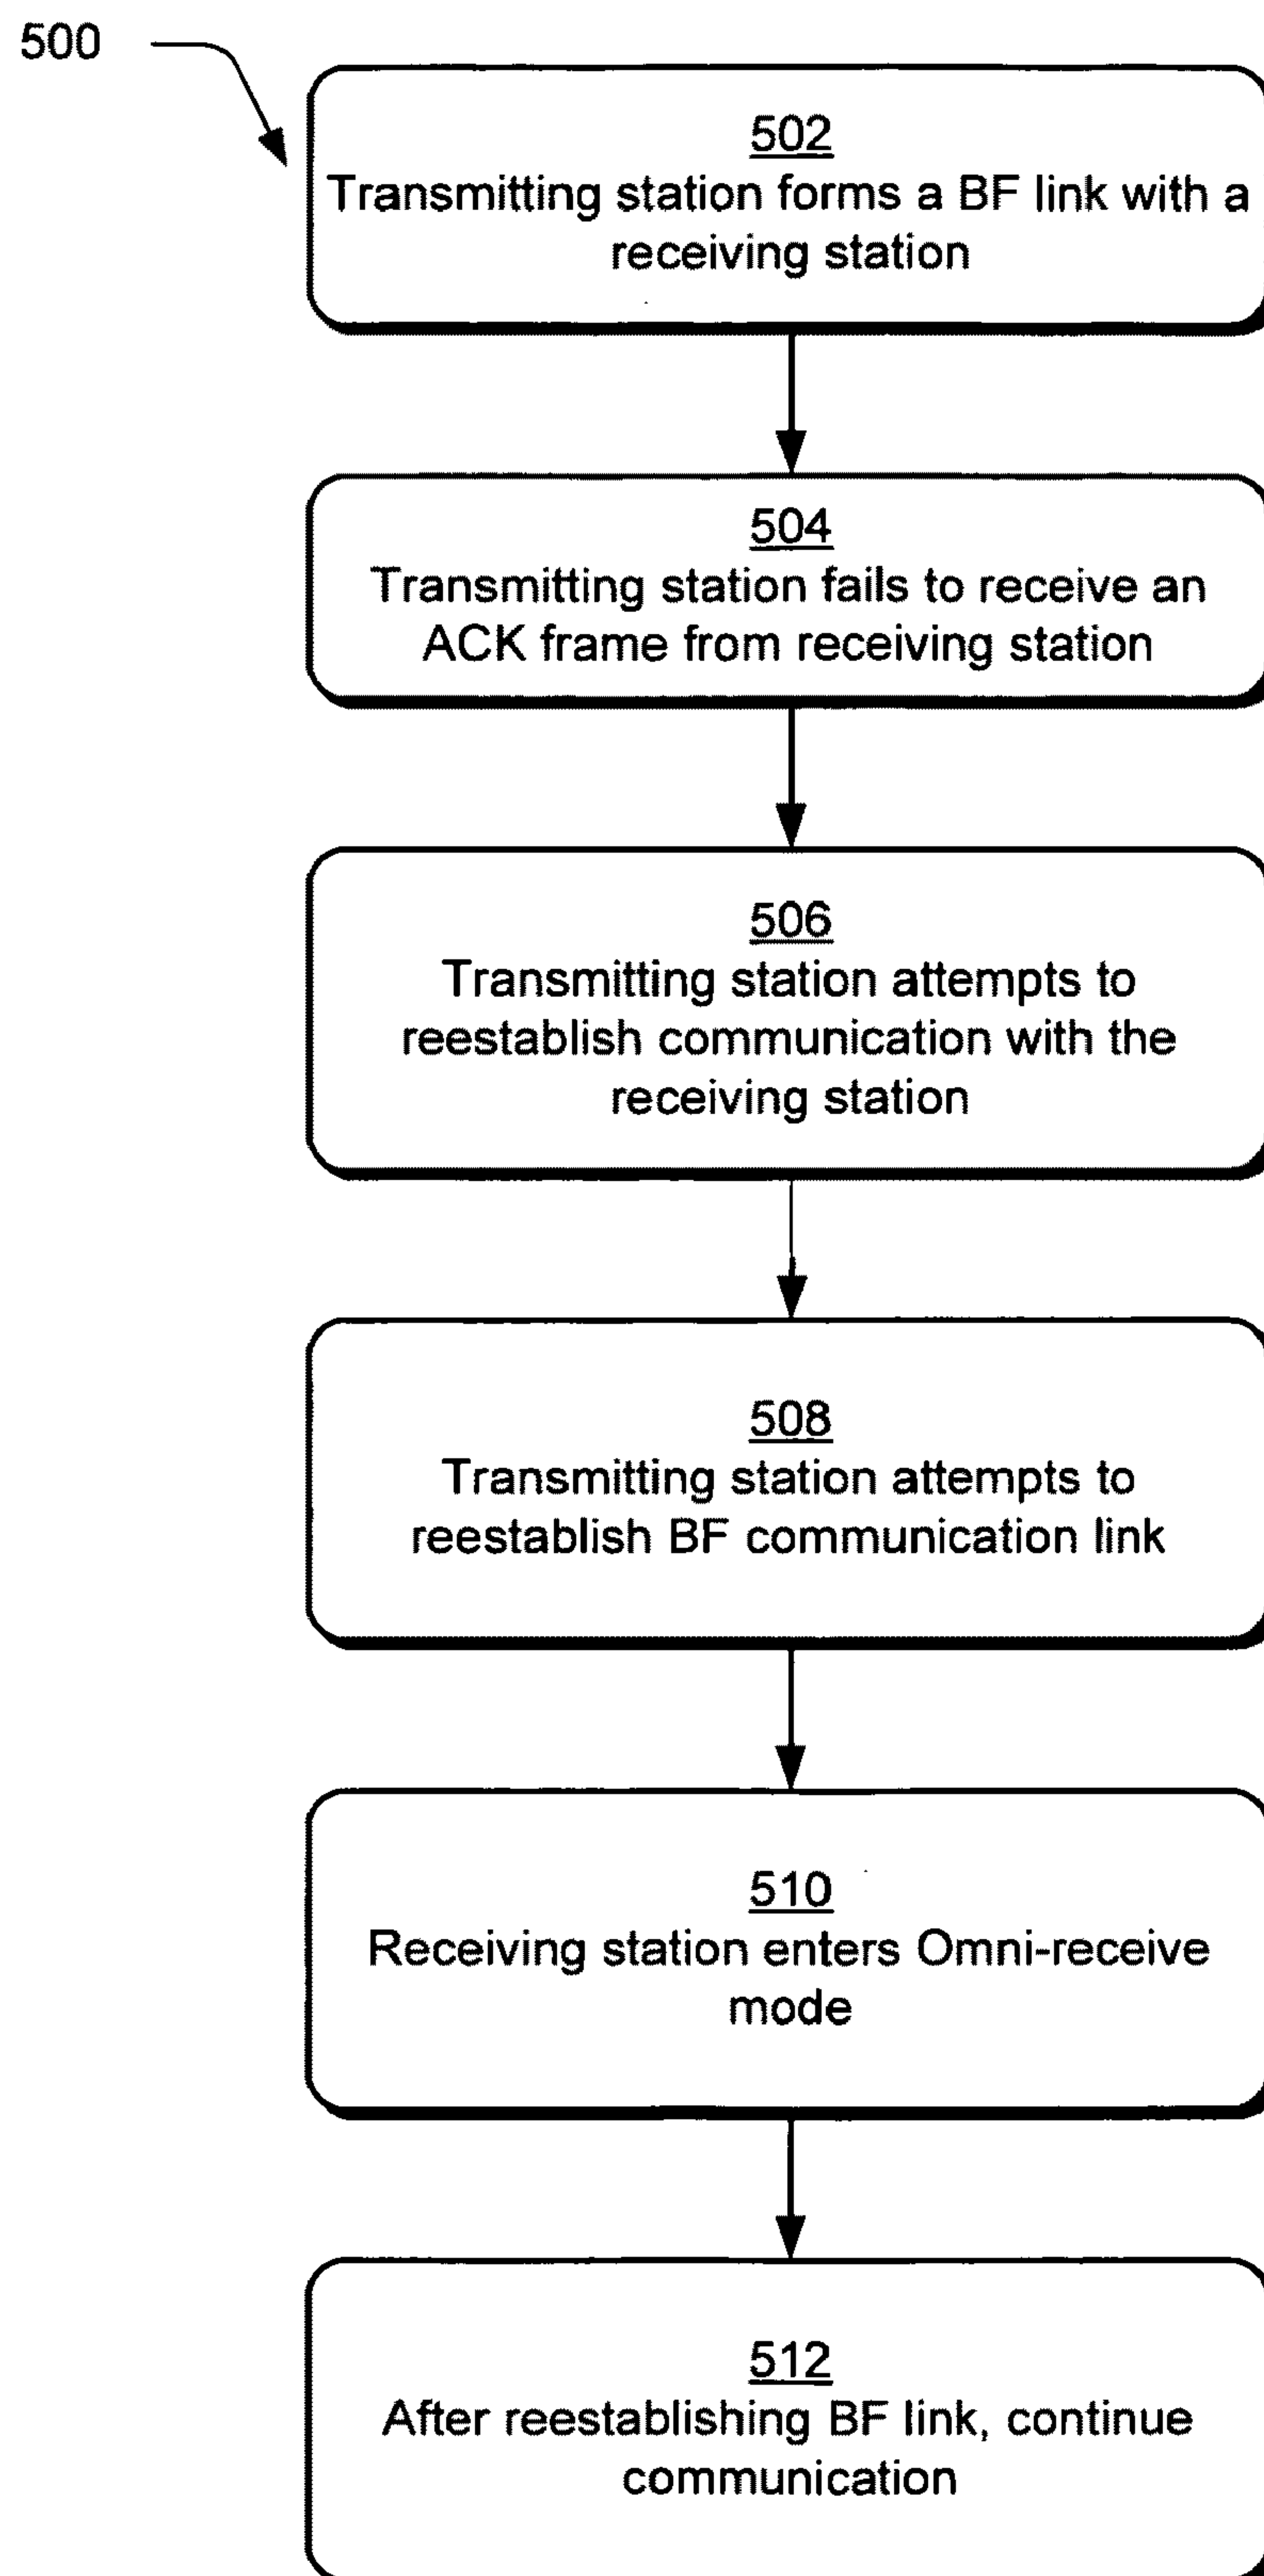 500
502
Transmitting station forms a BF link with a
receiving station
504
Transmitting station fails to receive an
ACK frame from receiving station
506
Transmitting station attempts to
reestablish communication with the
receiving station
508
Transmitting station attempts to
reestablish BF communication link
510
Receiving station enters Omni-receive
mode
512
After reestablishing BF link, continue
communication